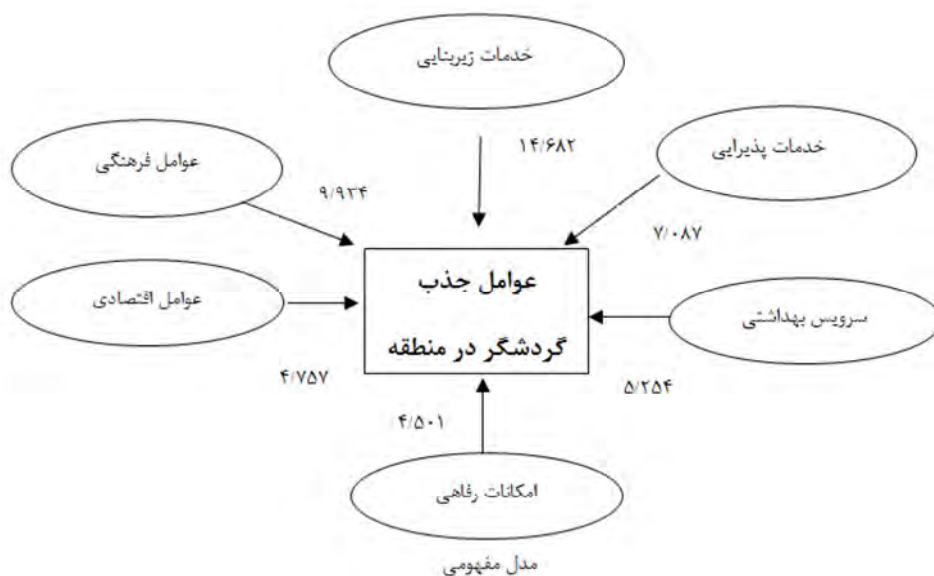 خدمات زیربنایی
۱۴/۶۸۲
خدمات پذیرایی
۷/۰۸۷
عوامل فرهنگی
۹/۹۳۴
عوامل جذب
گردشگر در منطقه
عوامل اقتصادی
۴/۷۵۷
سرویس بهداشتی
۵/۲۵۴
۴/۵۰۱
امکانات رفاهی
مدل مفهومی